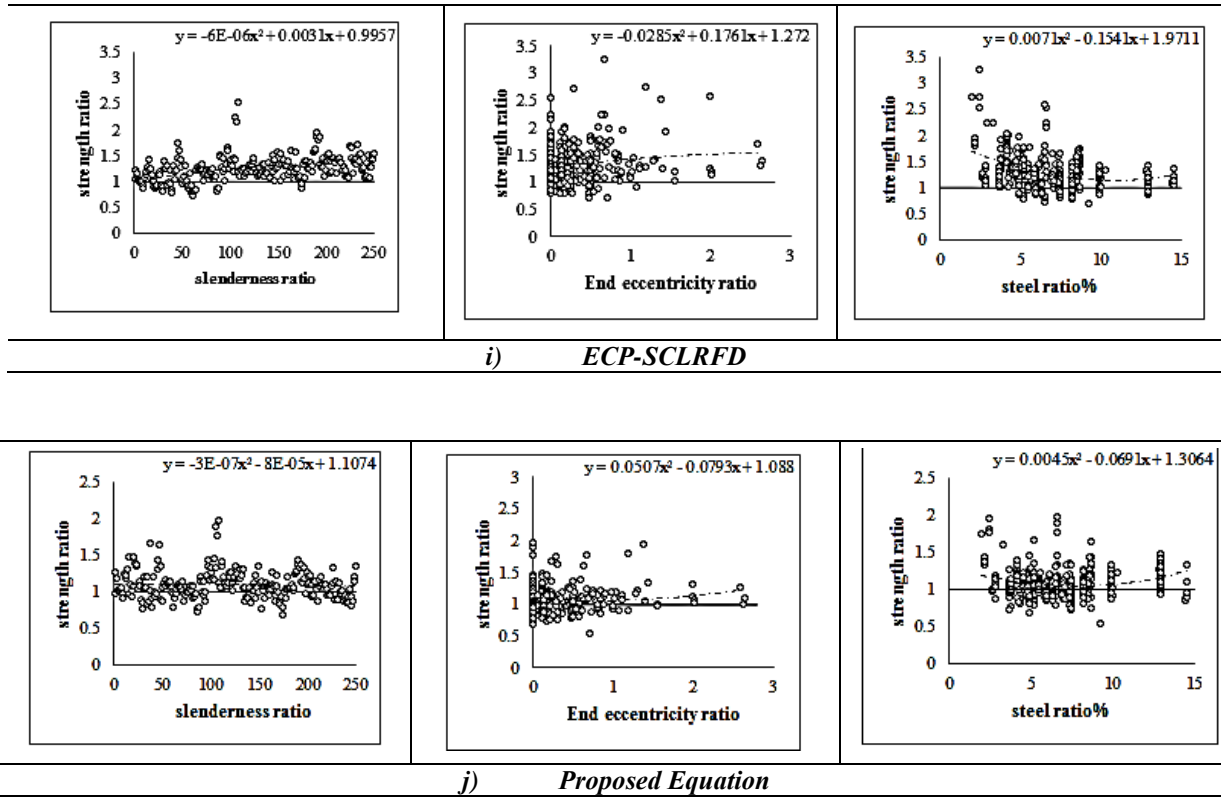 y = -6E-06x² + 0.0031x + 0.9957
3.5
3
2.5
2
1.5
1
0.5
0
strength ratio
0 50 100 150 200 250
slenderness ratio
y = -0.0285x² + 0.1761x + 1.272
3.5
3
2.5
2
1.5
1
0.5
0
strength ratio
0 1 2 3
End eccentricity ratio
y = 0.0071x² - 0.1541x + 1.9711
3.5
3
2.5
2
1.5
1
0.5
0
strength ratio
0 5 10 15
steel ratio%
i) ECP-SCLRFD
y = -3E-07x² - 8E-05x + 1.1074
2.5
2
1.5
1
0.5
0
strength ratio
0 50 100 150 200 250
slenderness ratio
y = 0.0507x² - 0.0793x + 1.088
3
2.5
2
1.5
1
0.5
0
strength ratio
0 1 2 3
End eccentricity ratio
y = 0.0045x² - 0.0691x + 1.3064
2.5
2
1.5
1
0.5
0
strength ratio
0 5 10 15
steel ratio%
j) Proposed Equation